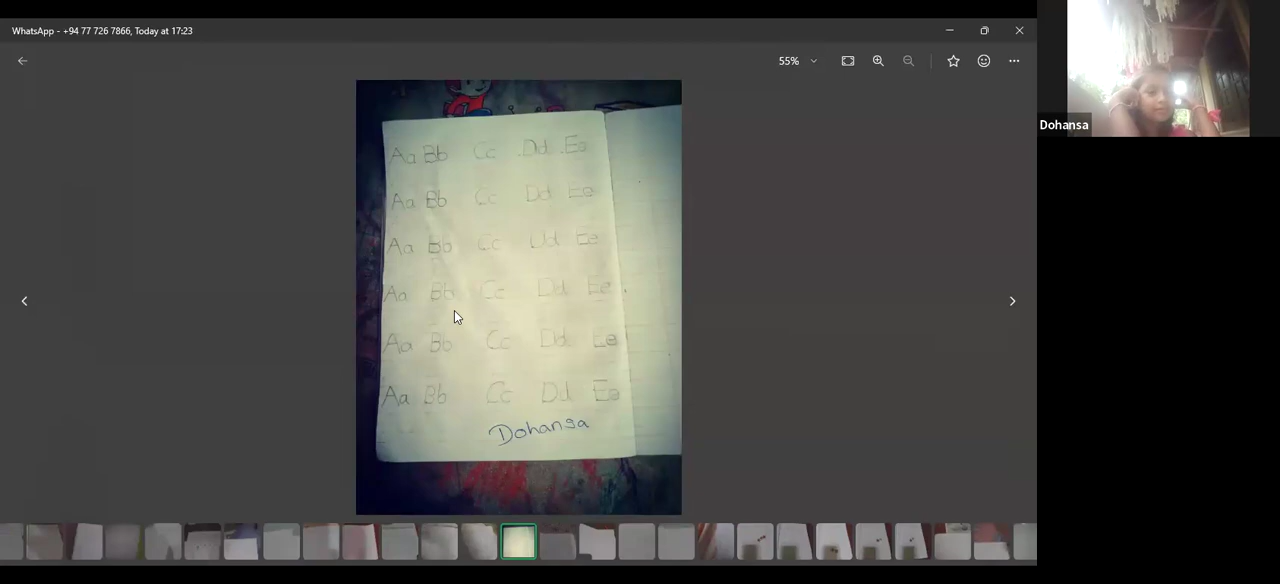 WhatsApp - +94 77 726 7866, Today at 17:23
55%
Dohansa
Aa Bb Cc Dd Ee
Aa Bb Cc Dd Ee
Aa Bb Cc Dd Ee
Aa Bb Cc Dd Ee
Aa Bb Cc Dd Ee
Aa Bb Cc Dd Ee
Dohansa